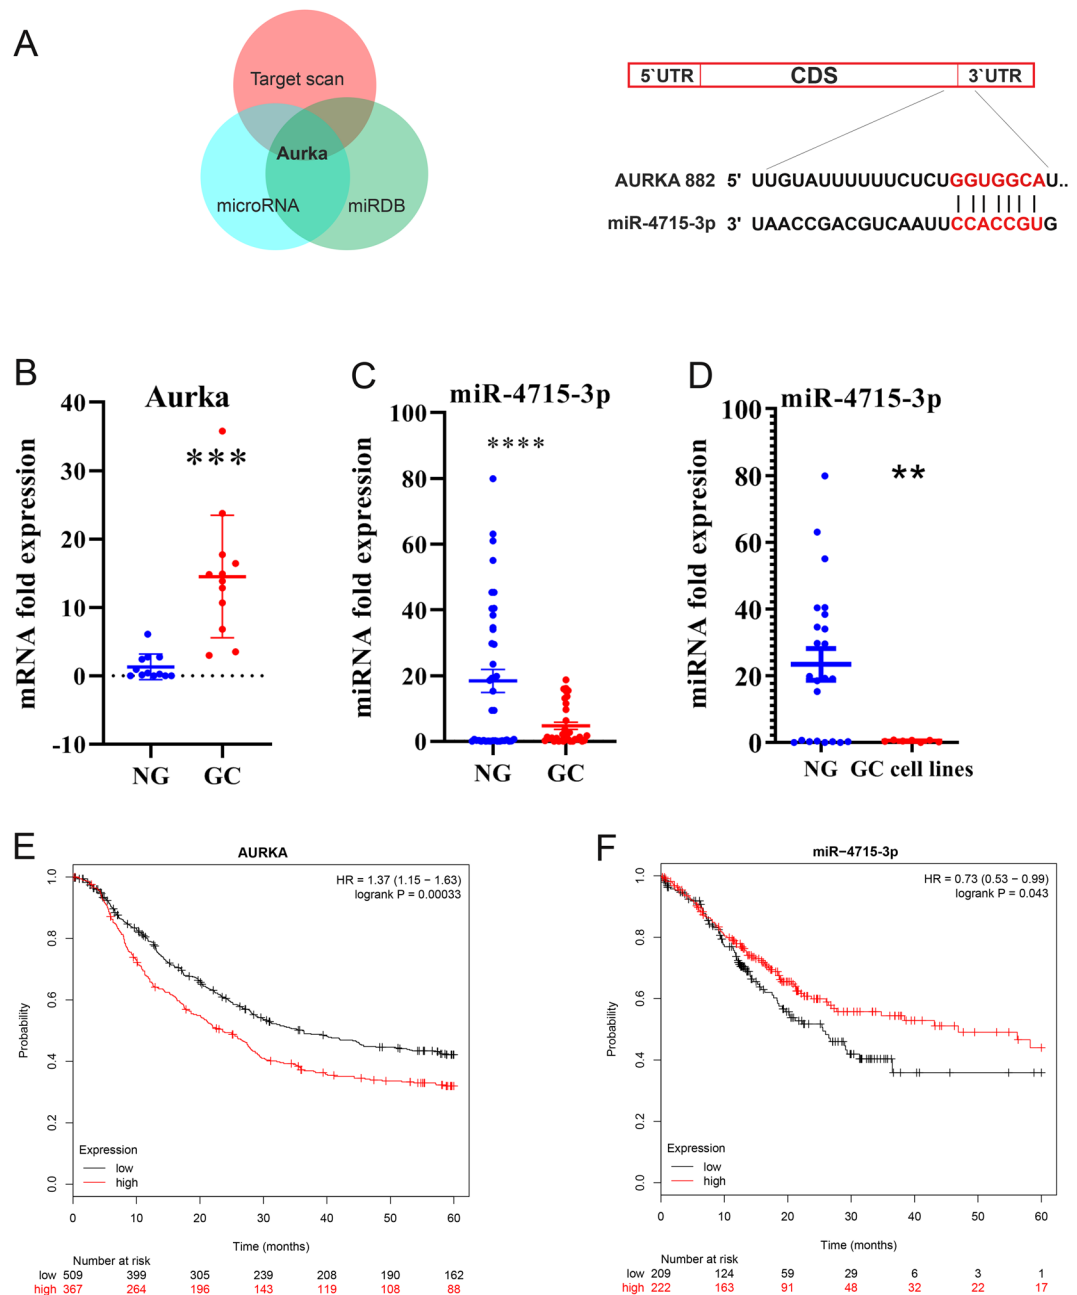 A
Target scan
Aurka
microRNA
miRDB
5`UTR
CDS
3`UTR
AURKA 882 5' UUGUAUUUUUUCUCUGGUGGCAU..
miR-4715-3p 3' UAACCGACGUCAAUUCCACCGUG
B
Aurka
***
mRNA fold expression
40
30
20
10
0
-10
NG
GC
C
miR-4715-3p
****
miRNA fold expression
100
80
60
40
20
0
NG
GC
D
miR-4715-3p
**
miRNA fold expresion
100
80
60
40
20
0
NG
GC cell lines
E
AURKA
HR = 1.37 (1.15 − 1.63)
logrank P = 0.00033
Probability
1.0
0.8
0.6
0.4
0.2
0.0
Expression
low
high
0 10 20 30 40 50 60
Time (months)
Number at risk
low 509 399 305 239 208 190 162
high 367 264 196 143 119 108 88
F
miR−4715-3p
HR = 0.73 (0.53 − 0.99)
logrank P = 0.043
Probability
1.0
0.8
0.6
0.4
0.2
0.0
Expression
low
high
0 10 20 30 40 50 60
Time (months)
Number at risk
low 209 124 59 29 6 3 1
high 222 163 91 48 32 22 17